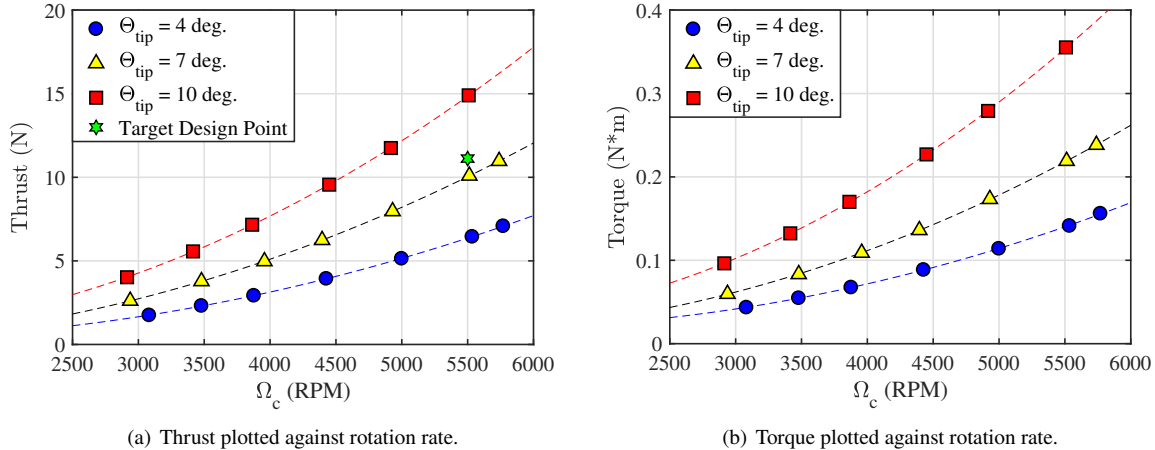 20
15
10
5
0
Thrust (N)
Θtip = 4 deg.
Θtip = 7 deg.
Θtip = 10 deg.
Target Design Point
2500 3000 3500 4000 4500 5000 5500 6000
Ωc (RPM)
(a) Thrust plotted against rotation rate.
0.4
0.3
0.2
0.1
0
Torque (N*m)
Θtip = 4 deg.
Θtip = 7 deg.
Θtip = 10 deg.
2500 3000 3500 4000 4500 5000 5500 6000
Ωc (RPM)
(b) Torque plotted against rotation rate.